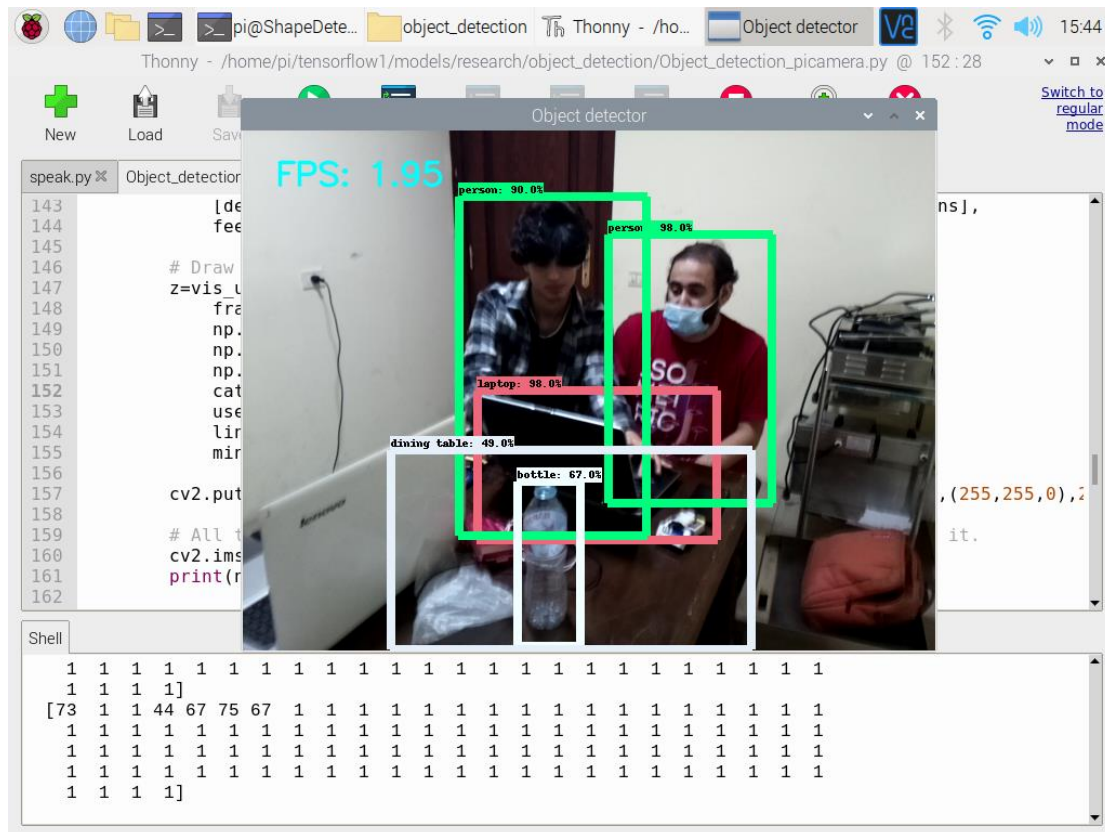 pi@ShapeDete...
object_detection
Thonny - /ho...
Object detector
15:44
Thonny - /home/pi/tensorflow1/models/research/object_detection/Object_detection_picamera.py @ 152 : 28
New
Load
Save
Switch to
regular
mode
Object detector
speak.py
Object_detection
FPS: 1.95
person: 90.0%
person 98.0%
laptop: 98.0%
dining table: 49.0%
bottle: 67.0%
lenovo
SO
143 [de ns],
144 fee
145
146 # Draw
147 z=vis_u
148 fra
149 np.
150 np.
151 np.
152 cat
153 use
154 lin
155 min
156
157 cv2.put ,(255,255,0),2
158
159 # All t it.
160 cv2.ims
161 print(n
162
Shell
1 1 1 1 1 1 1 1 1 1 1 1 1 1 1 1 1 1 1 1 1 1 1 1
1 1 1 1]
[73 1 1 44 67 75 67 1 1 1 1 1 1 1 1 1 1 1 1 1 1 1 1 1
1 1 1 1 1 1 1 1 1 1 1 1 1 1 1 1 1 1 1 1 1 1 1 1
1 1 1 1 1 1 1 1 1 1 1 1 1 1 1 1 1 1 1 1 1 1 1 1
1 1 1 1 1 1 1 1 1 1 1 1 1 1 1 1 1 1 1 1 1 1 1 1
1 1 1 1]